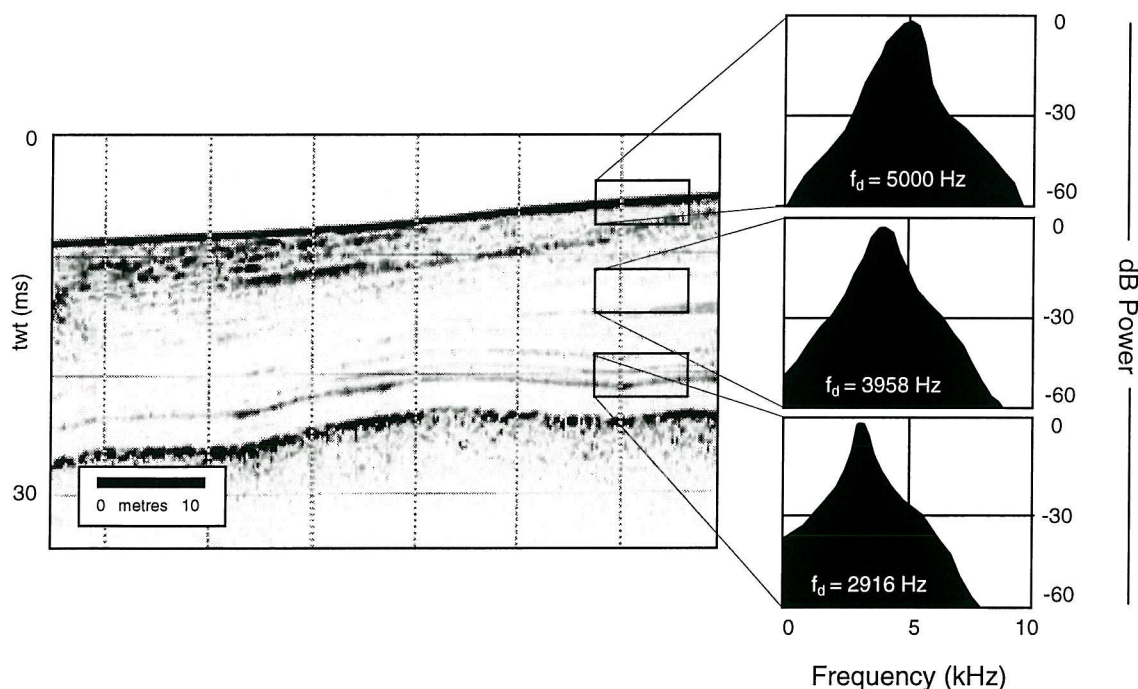 0
twt (ms)
30
0 metres 10
0
-30
-60
f_d = 5000 Hz
0
-30
-60
f_d = 3958 Hz
0
-30
-60
f_d = 2916 Hz
0 5 10
Frequency (kHz)
dB Power